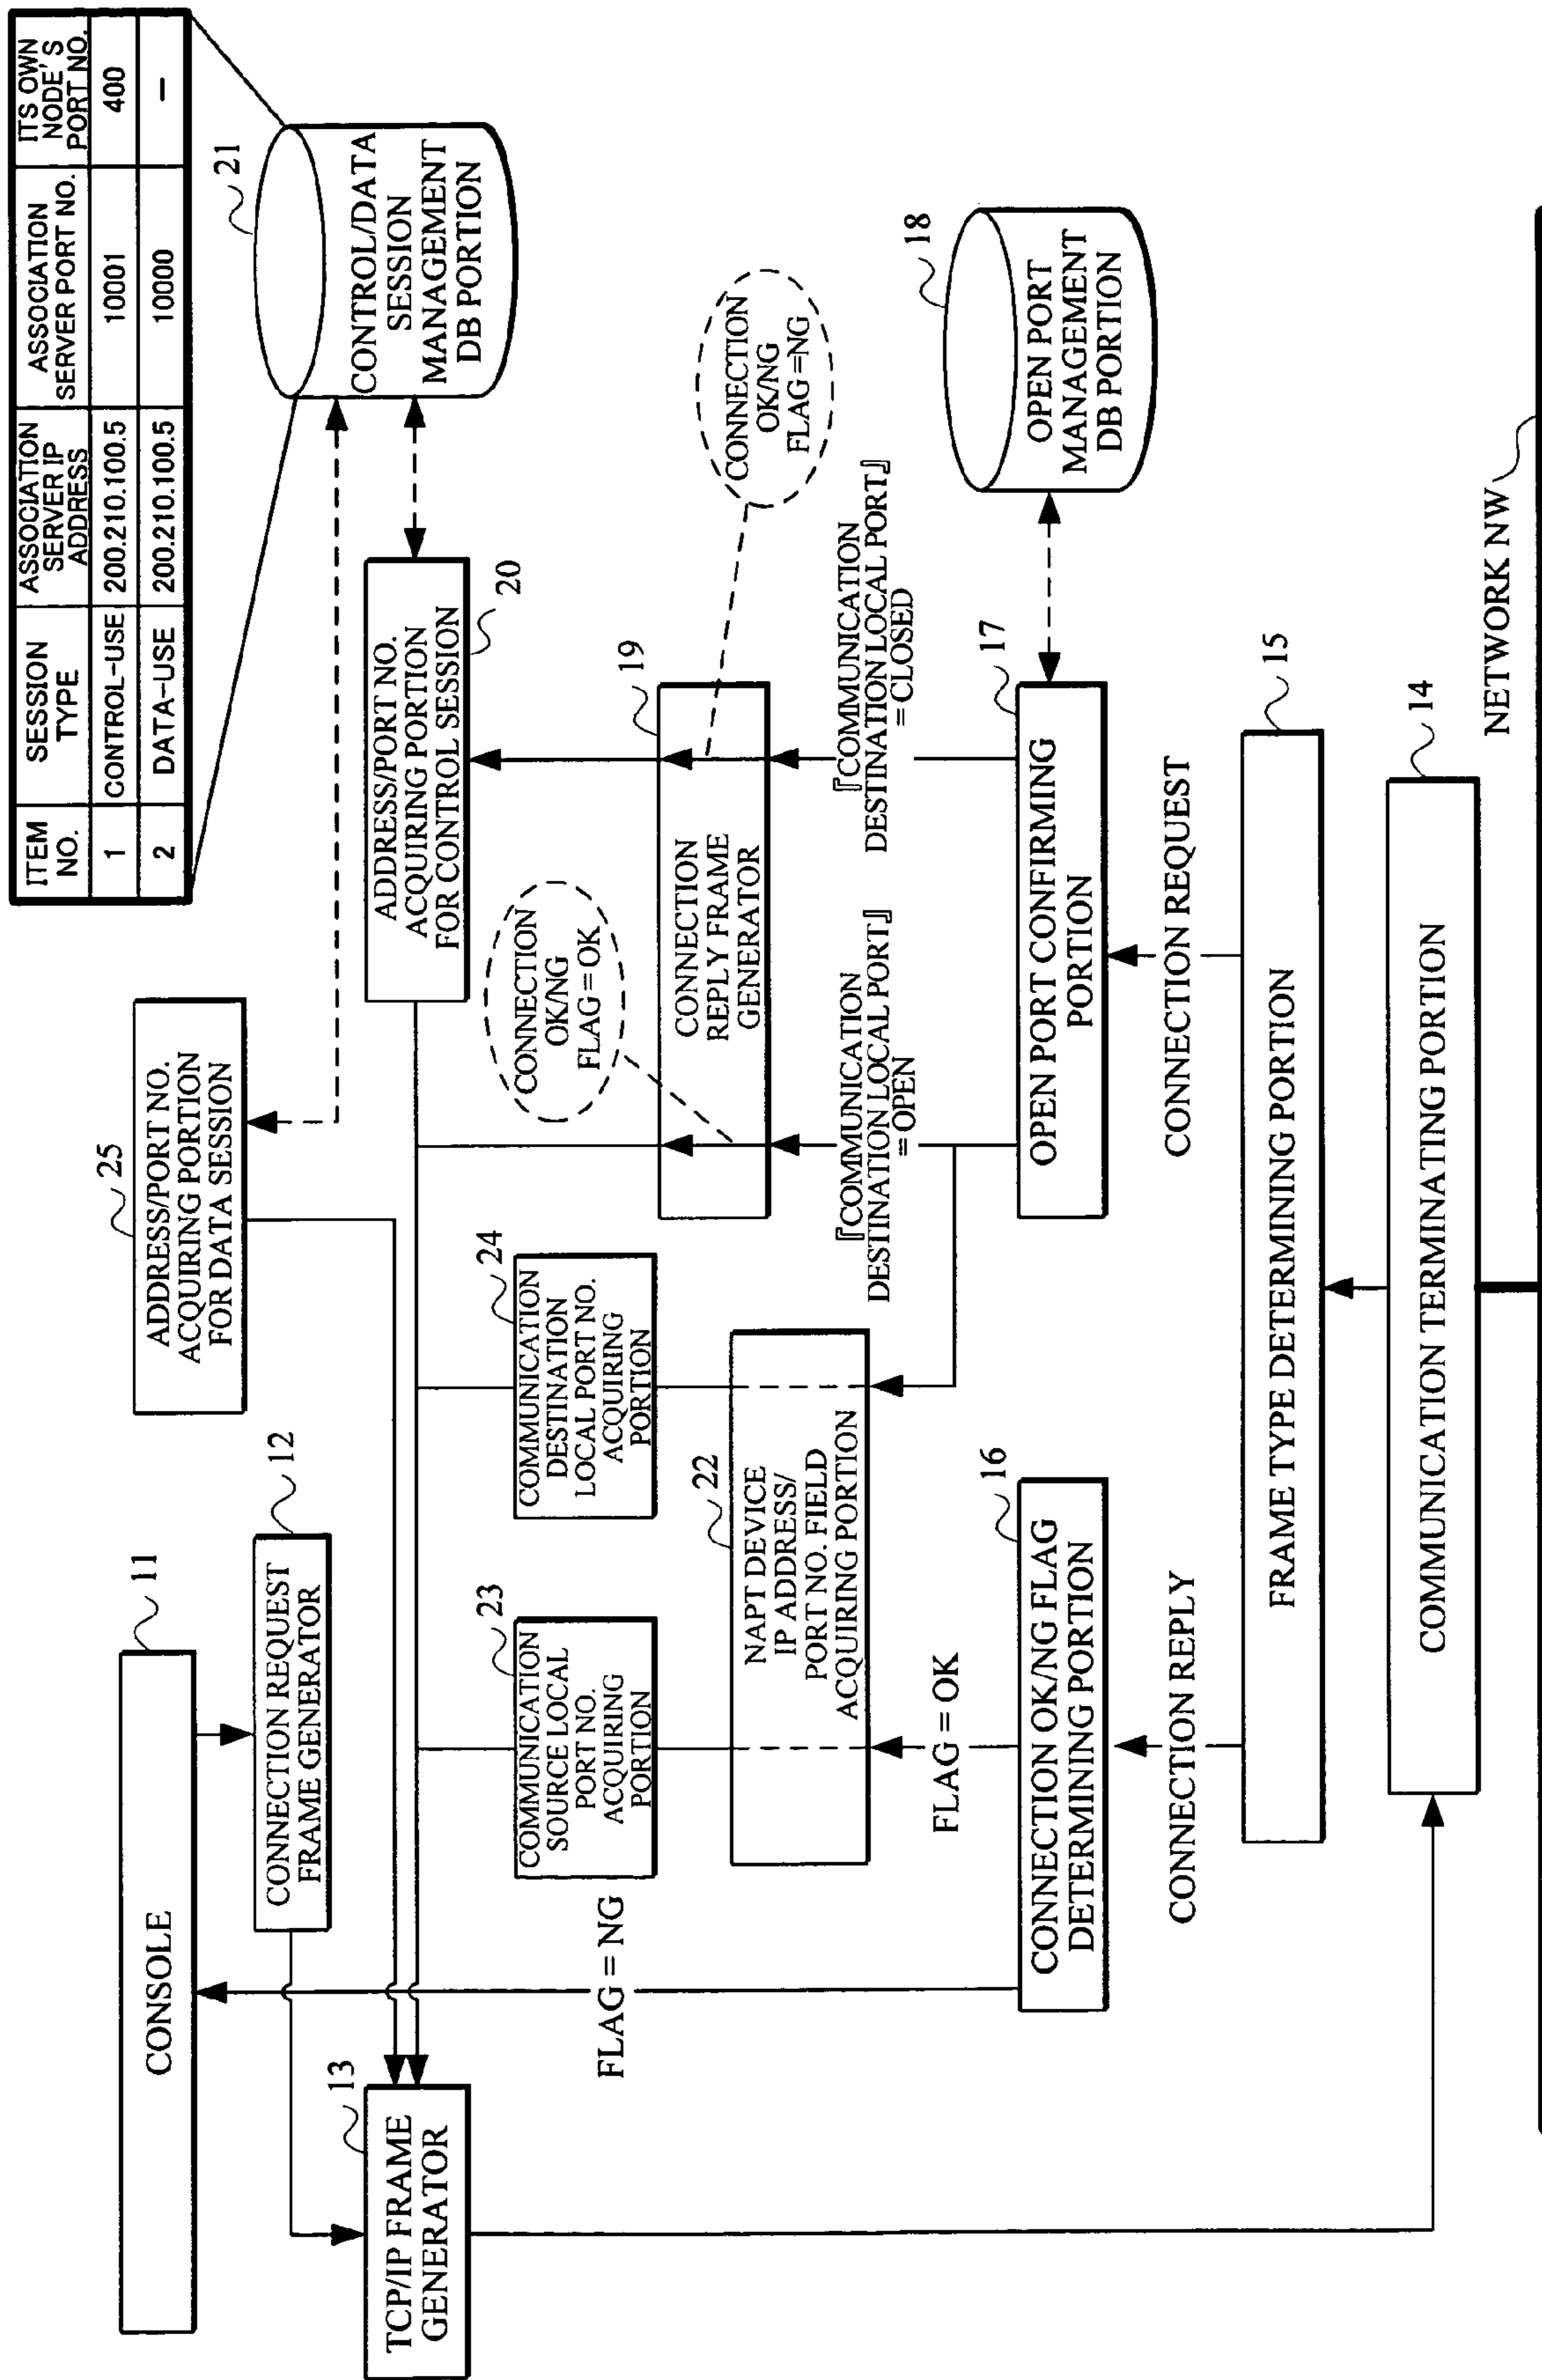 ITEM NO.
SESSION TYPE
ASSOCIATION SERVER IP ADDRESS
ASSOCIATION SERVER PORT NO.
ITS OWN NODE'S PORT NO.
1 CONTROL-USE 200.210.100.5 10001 400
2 DATA-USE 200.210.100.5 10000 —
11
CONSOLE
12
CONNECTION REQUEST
FRAME GENERATOR
13
TCP/IP FRAME
GENERATOR
25
ADDRESS/PORT NO.
ACQUIRING PORTION
FOR DATA SESSION
20
ADDRESS/PORT NO.
ACQUIRING PORTION
FOR CONTROL SESSION
21
CONTROL/DATA
SESSION
MANAGEMENT
DB PORTION
23
COMMUNICATION
SOURCE LOCAL
PORT NO.
ACQUIRING
PORTION
24
COMMUNICATION
DESTINATION
LOCAL PORT NO.
ACQUIRING
PORTION
CONNECTION
OK/NG
FLAG=OK
19
CONNECTION
REPLY FRAME
GENERATOR
CONNECTION
OK/NG
FLAG=NG
FLAG = NG
22
NAPT DEVICE
IP ADDRESS/
PORT NO. FIELD
ACQUIRING PORTION
『COMMUNICATION
DESTINATION LOCAL PORT』
= OPEN
『COMMUNICATION
DESTINATION LOCAL PORT』
= CLOSED
18
OPEN PORT
MANAGEMENT
DB PORTION
FLAG = OK
16
CONNECTION OK/NG FLAG
DETERMINING PORTION
17
OPEN PORT CONFIRMING
PORTION
CONNECTION REPLY
CONNECTION REQUEST
15
FRAME TYPE DETERMINING PORTION
14
COMMUNICATION TERMINATING PORTION
NETWORK NW